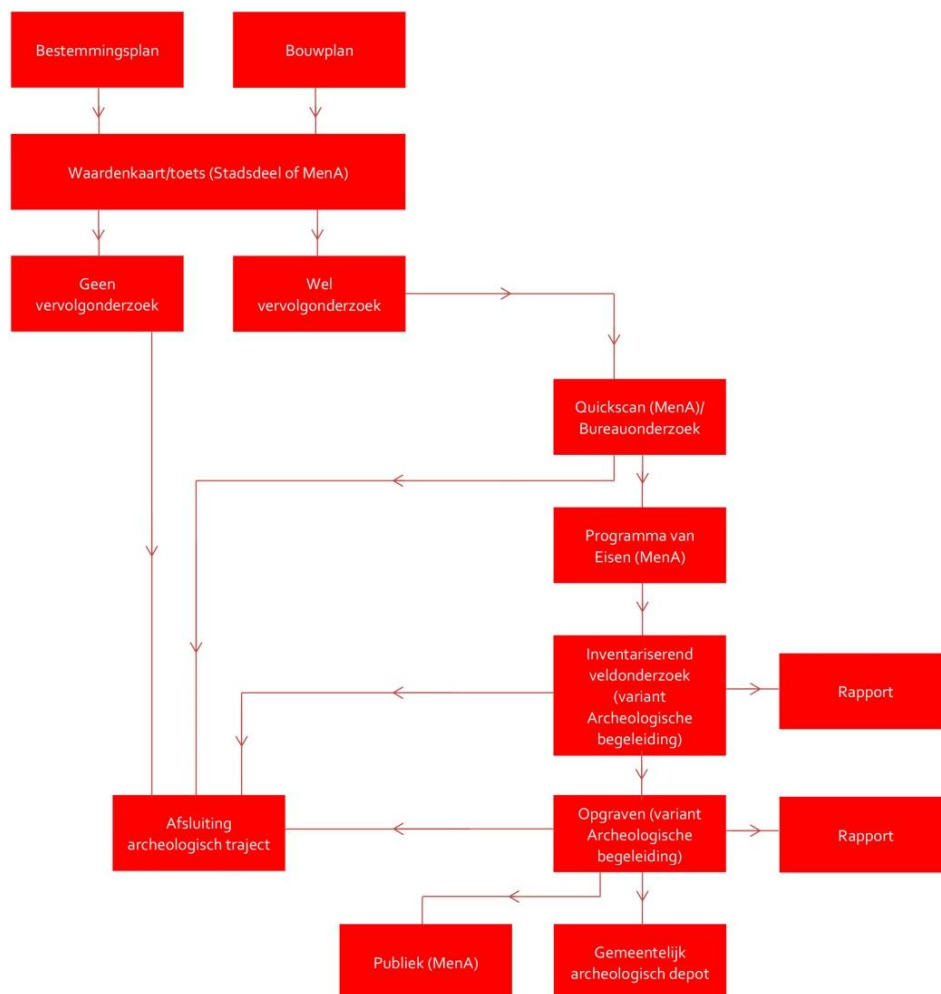 Bestemmingsplan
Bouwplan
Waardenkaart/toets (Stadsdeel of MenA)
Geen
vervolgonderzoek
Wel
vervolgonderzoek
Quickscan (MenA)/
Bureauonderzoek
Programma van
Eisen (MenA)
Inventariserend
veldonderzoek
(variant
Archeologische
begeleiding)
Rapport
Afsluiting
archeologisch traject
Opgraven (variant
Archeologische
begeleiding)
Rapport
Publiek (MenA)
Gemeentelijk
archeologisch depot